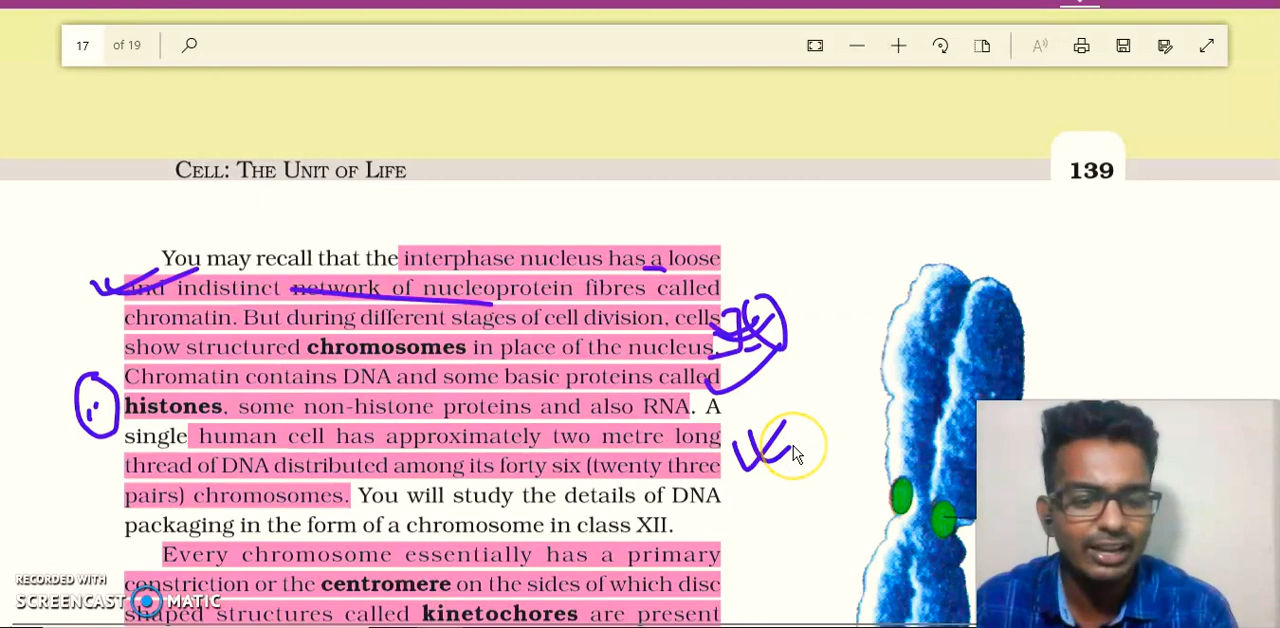 17 of 19
CELL: THE UNIT OF LIFE
139
You may recall that the interphase nucleus has a loose
and indistinct network of nucleoprotein fibres called
chromatin. But during different stages of cell division, cells
show structured chromosomes in place of the nucleus.
Chromatin contains DNA and some basic proteins called
histones, some non-histone proteins and also RNA. A
single human cell has approximately two metre long
thread of DNA distributed among its forty six (twenty three
pairs) chromosomes. You will study the details of DNA
packaging in the form of a chromosome in class XII.
Every chromosome essentially has a primary
constriction or the centromere on the sides of which disc
shaped structures called kinetochores are present
RECORDED WITH
SCREENCAST MATIC